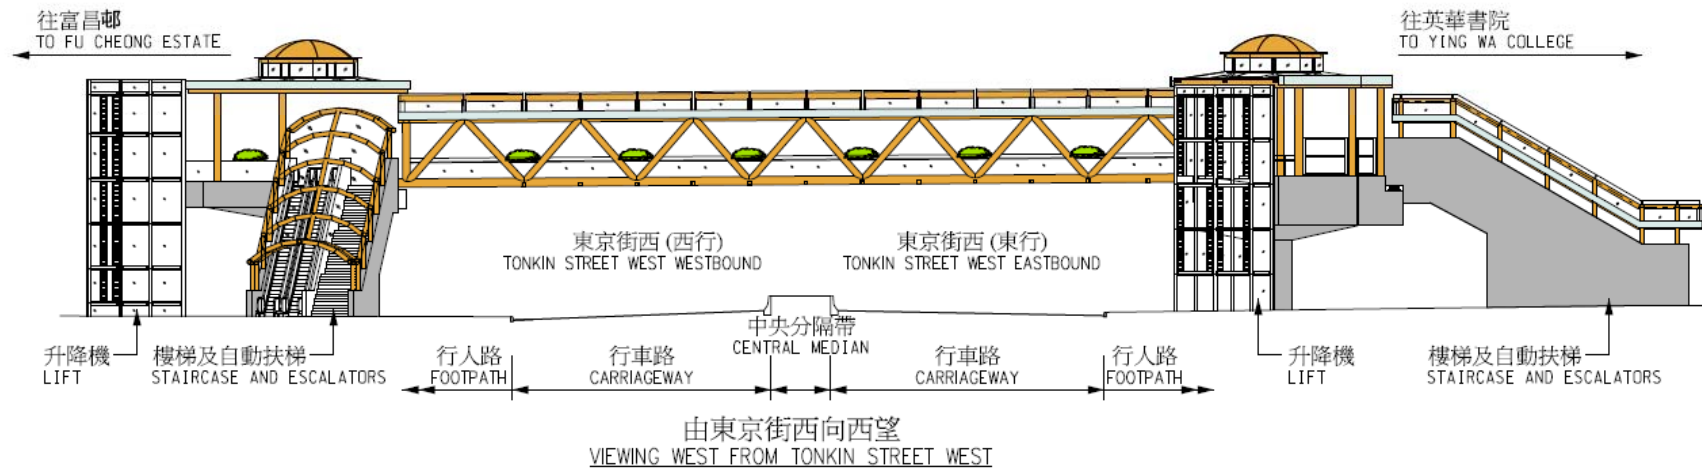 往富昌邨
TO FU CHEONG ESTATE
往英華書院
TO YING WA COLLEGE
東京街西 (西行)
TONKIN STREET WEST WESTBOUND
東京街西 (東行)
TONKIN STREET WEST EASTBOUND
升降機
LIFT
樓梯及自動扶梯
STAIRCASE AND ESCALATORS
行人路
FOOTPATH
行車路
CARRIAGEWAY
中央分隔帶
CENTRAL MEDIAN
行車路
CARRIAGEWAY
行人路
FOOTPATH
升降機
LIFT
樓梯及自動扶梯
STAIRCASE AND ESCALATORS
由東京街西向西望
VIEWING WEST FROM TONKIN STREET WEST